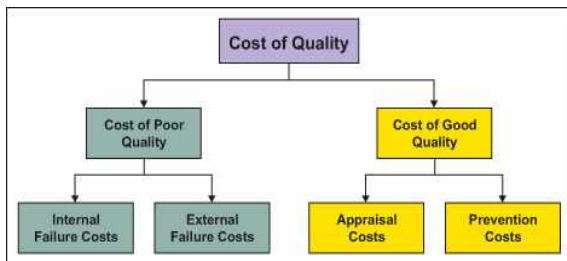 Cost of Quality
Cost of Poor
Quality
Cost of Good
Quality
Internal
Failure Costs
External
Failure Costs
Appraisal
Costs
Prevention
Costs